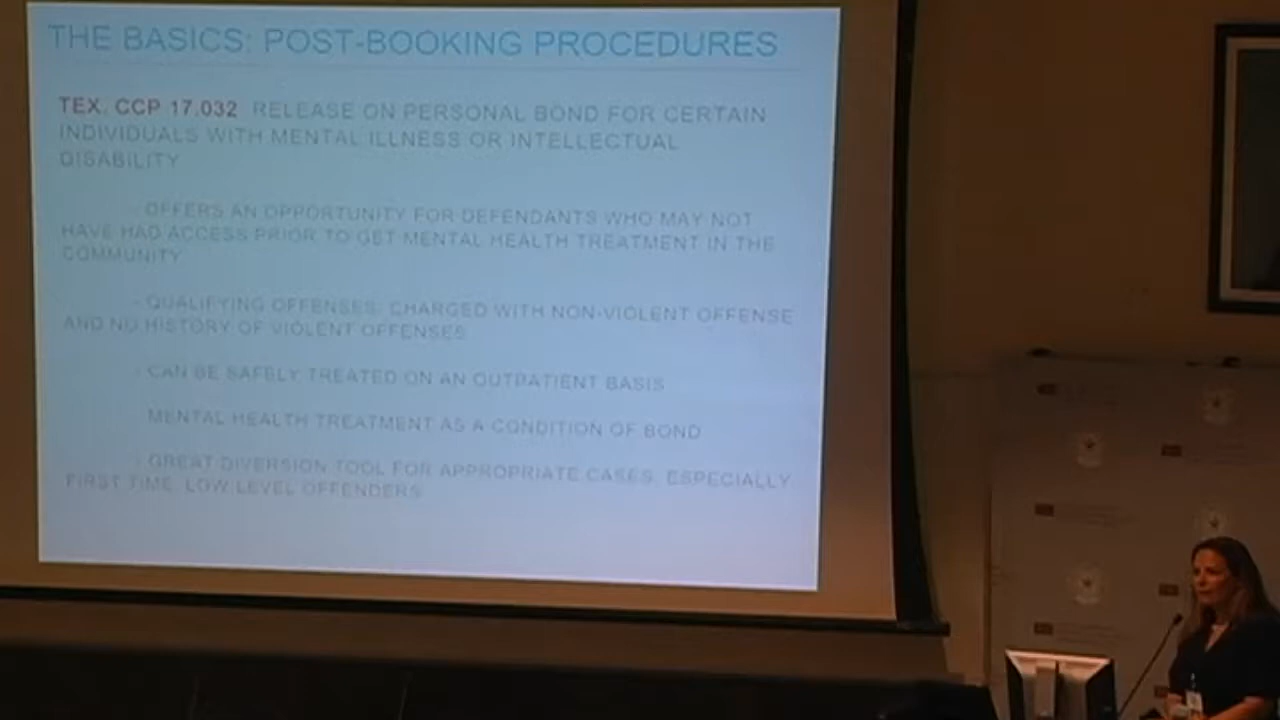 THE BASICS: POST-BOOKING PROCEDURES
TEX. CCP 17.032 RELEASE ON PERSONAL BOND FOR CERTAIN
INDIVIDUALS WITH MENTAL ILLNESS OR INTELLECTUAL
DISABILITY
- OFFERS AN OPPORTUNITY FOR DEFENDANTS WHO MAY NOT
HAVE HAD ACCESS PRIOR TO GET MENTAL HEALTH TREATMENT IN THE
COMMUNITY
- QUALIFYING OFFENSES: CHARGED WITH NON-VIOLENT OFFENSE
AND NO HISTORY OF VIOLENT OFFENSES
- CAN BE SAFELY TREATED ON AN OUTPATIENT BASIS
MENTAL HEALTH TREATMENT AS A CONDITION OF BOND
- GREAT DIVERSION TOOL FOR APPROPRIATE CASES, ESPECIALLY
FIRST TIME, LOW LEVEL OFFENDERS